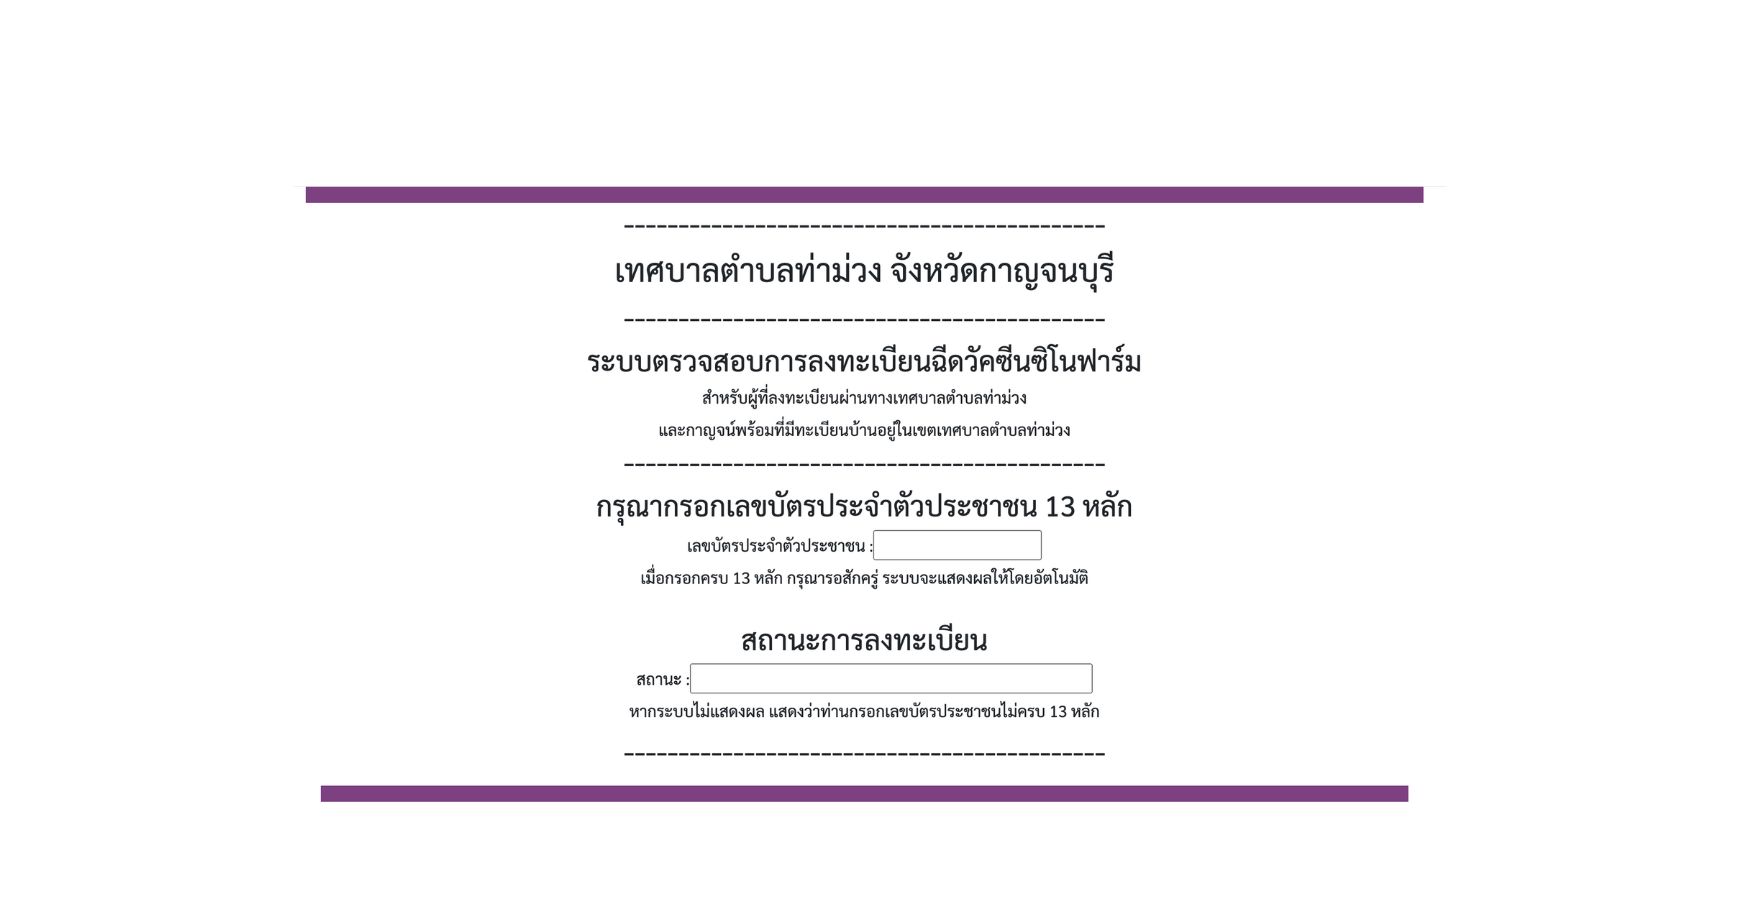 -------------------------------------------
เทศบาลตำบลท่าม่วง จังหวัดกาญจนบุรี
-------------------------------------------
ระบบตรวจสอบการลงทะเบียนฉีดวัคซีนซิโนฟาร์ม
สำหรับผู้ที่ลงทะเบียนผ่านทางเทศบาลตำบลท่าม่วง
และกาญจน์พร้อมที่มีทะเบียนบ้านอยู่ในเขตเทศบาลตำบลท่าม่วง
-------------------------------------------
กรุณากรอกเลขบัตรประจำตัวประชาชน 13 หลัก
เลขบัตรประจำตัวประชาชน :
เมื่อกรอกครบ 13 หลัก กรุณารอสักครู่ ระบบจะแสดงผลให้โดยอัตโนมัติ
สถานะการลงทะเบียน
สถานะ :
หากระบบไม่แสดงผล แสดงว่าท่านกรอกเลขบัตรประชาชนไม่ครบ 13 หลัก
-------------------------------------------